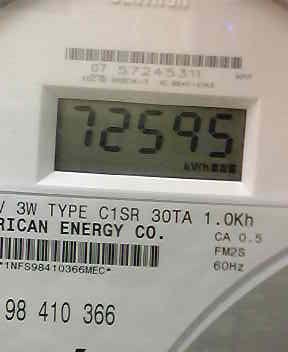 07 57245311
72595
kWh
V 3W TYPE C1SR 30TA 1.0Kh
RICAN ENERGY CO.
CA 0.5
FM2S
60Hz
*1NFS98410366MEC*
98 410 366